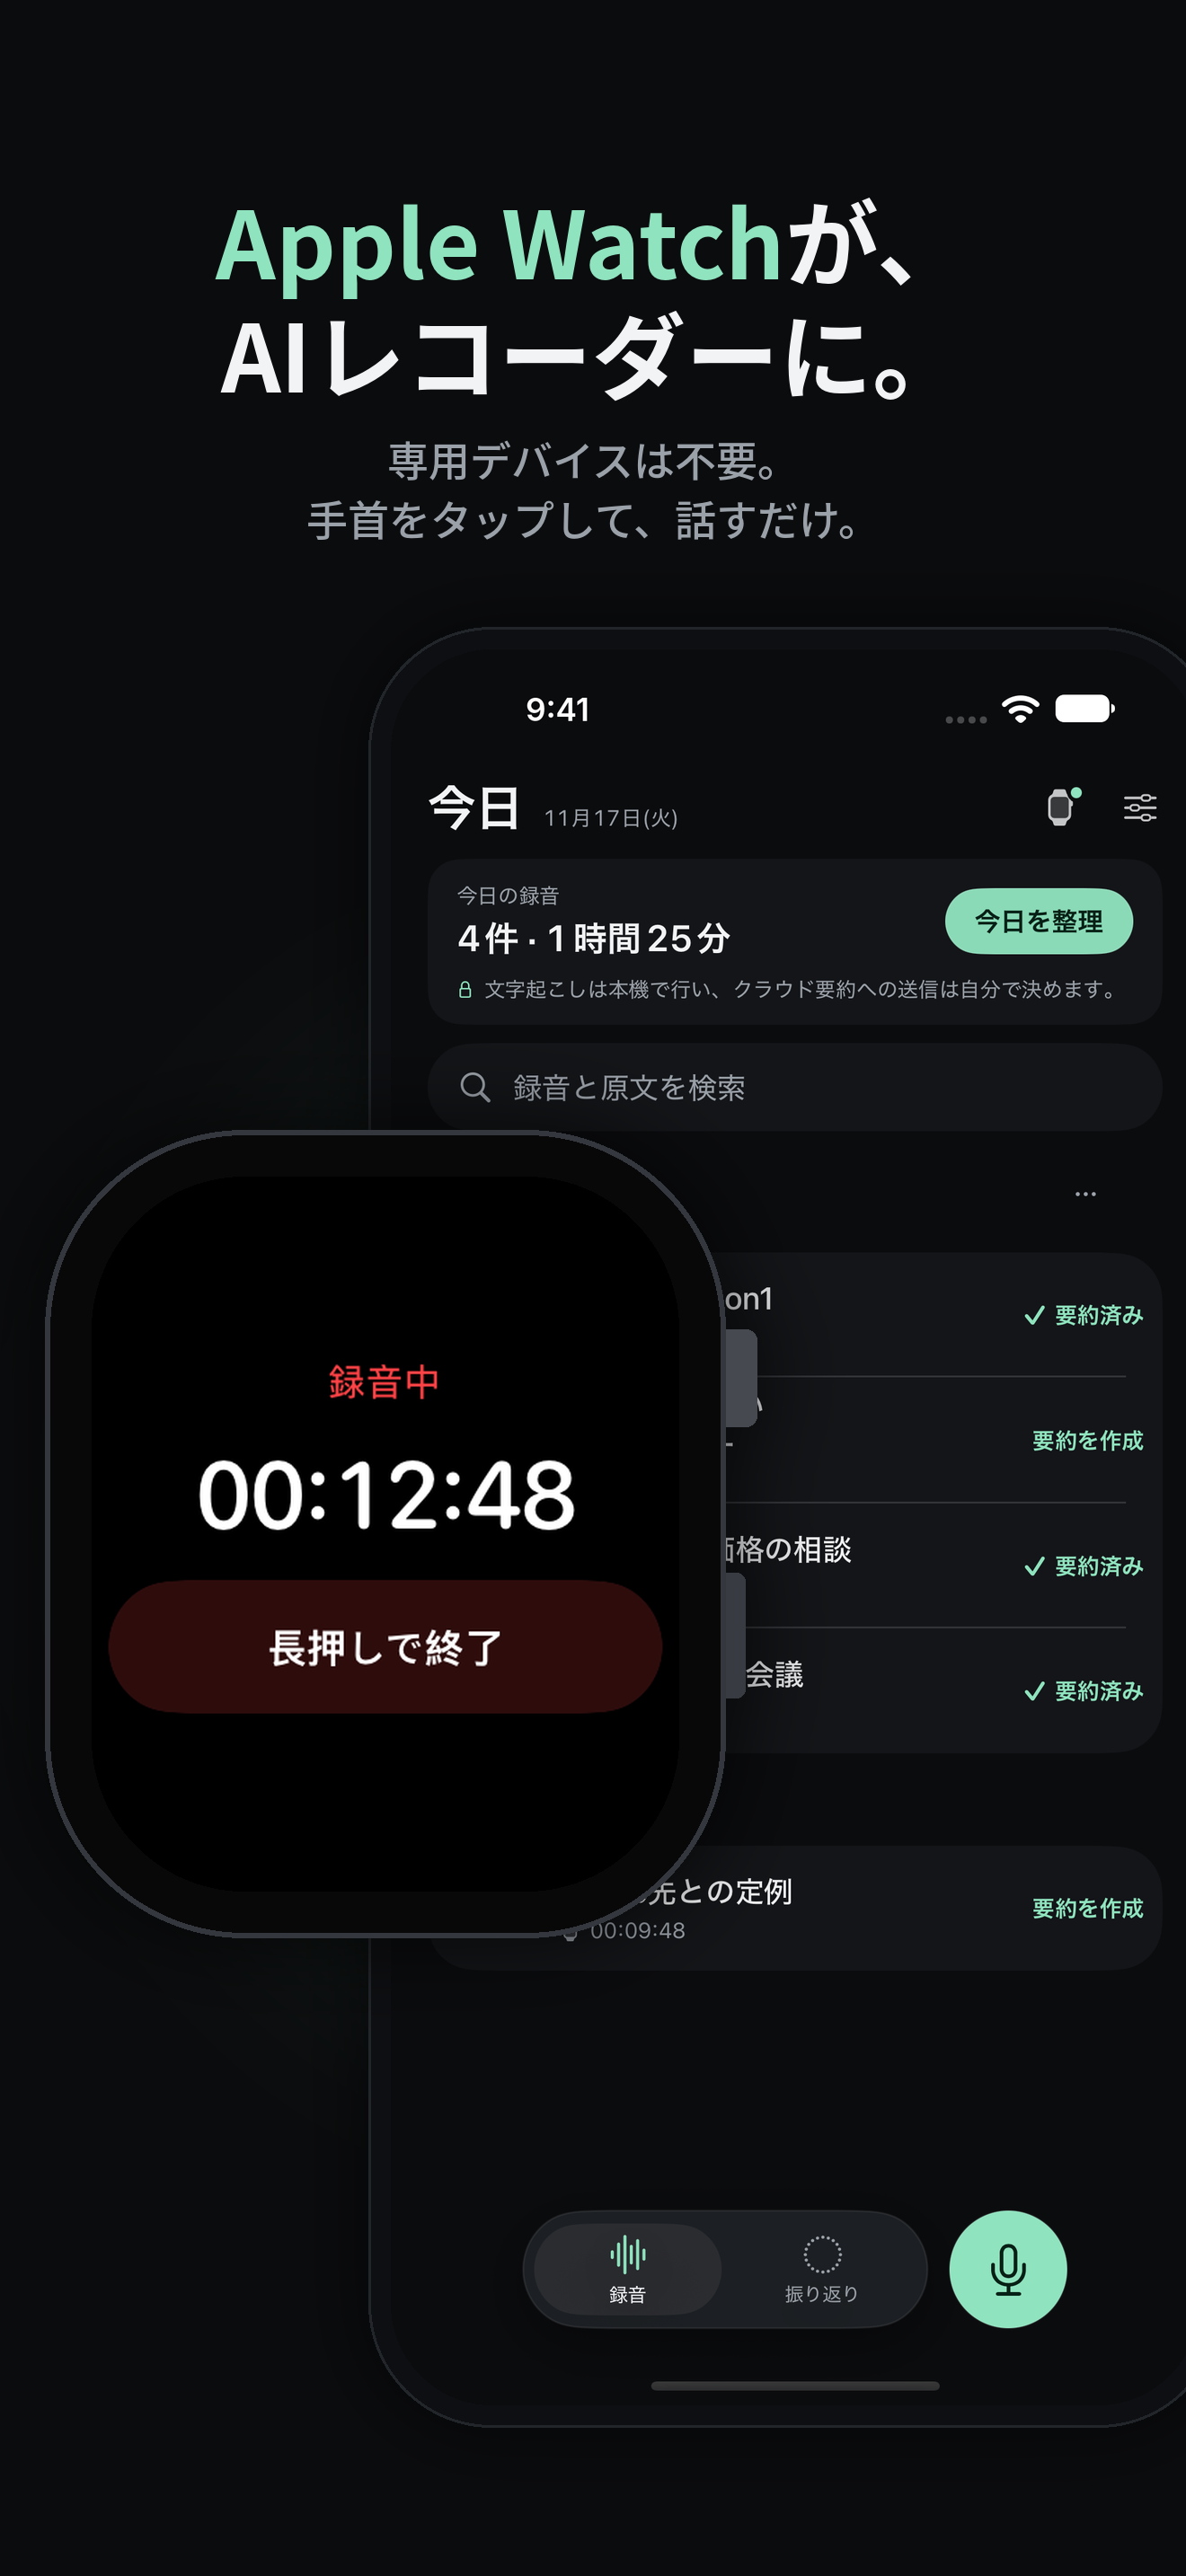 Apple Watchが、
AIレコーダーに。
専用デバイスは不要。
手首をタップして、話すだけ。
9:41
今日 11月17日(火)
今日の録音
4件 · 1時間25分
今日を整理
文字起こしは本機で行い、クラウド要約への送信は自分で決めます。
録音と原文を検索
…
on1
要約済み
要約を作成
格の相談
要約済み
会議
要約済み
先との定例
00:09:48
要約を作成
録音中
00:12:48
長押しで終了
録音
振り返り